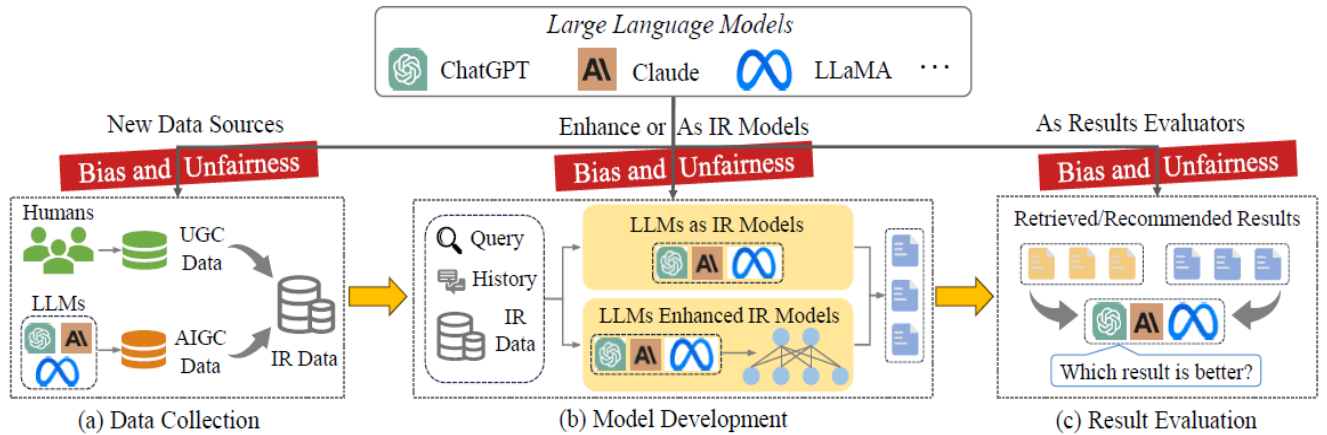 Large Language Models
ChatGPT
Claude
LLaMA
...
New Data Sources
Enhance or As IR Models
As Results Evaluators
Bias and Unfairness
Bias and Unfairness
Bias and Unfairness
Humans
UGC
Data
LLMs
AIGC
Data
IR Data
Query
History
IR
Data
LLMs as IR Models
LLMs Enhanced IR Models
Retrieved/Recommended Results
Which result is better?
(a) Data Collection
(b) Model Development
(c) Result Evaluation